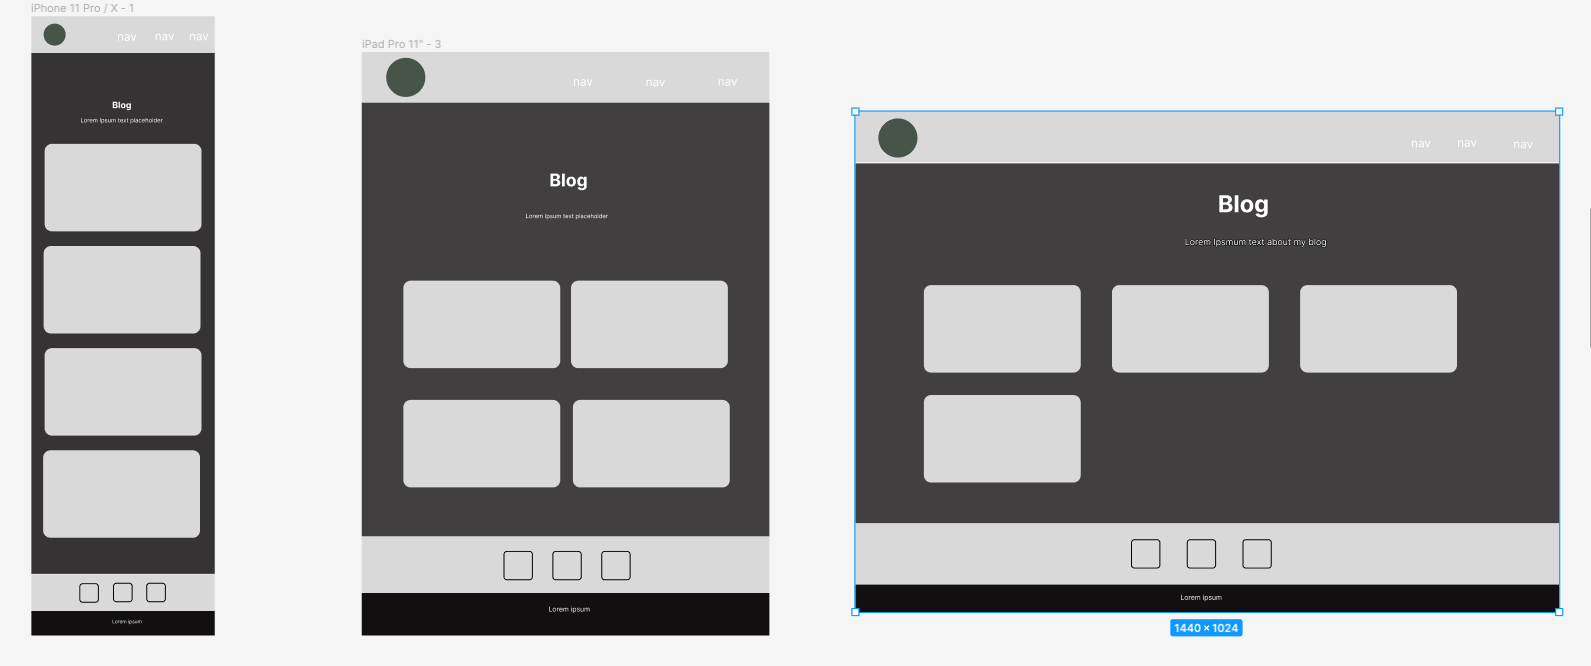 iPhone 11 Pro / X - 1
nav nav nav
Blog
Lorem Ipsum text placeholder
Lorem ipsum
iPad Pro 11" - 3
nav nav nav
Blog
Lorem Ipsum text placeholder
Lorem ipsum
nav nav nav
Blog
Lorem Ipsmum text about my blog
Lorem ipsum
1440 × 1024